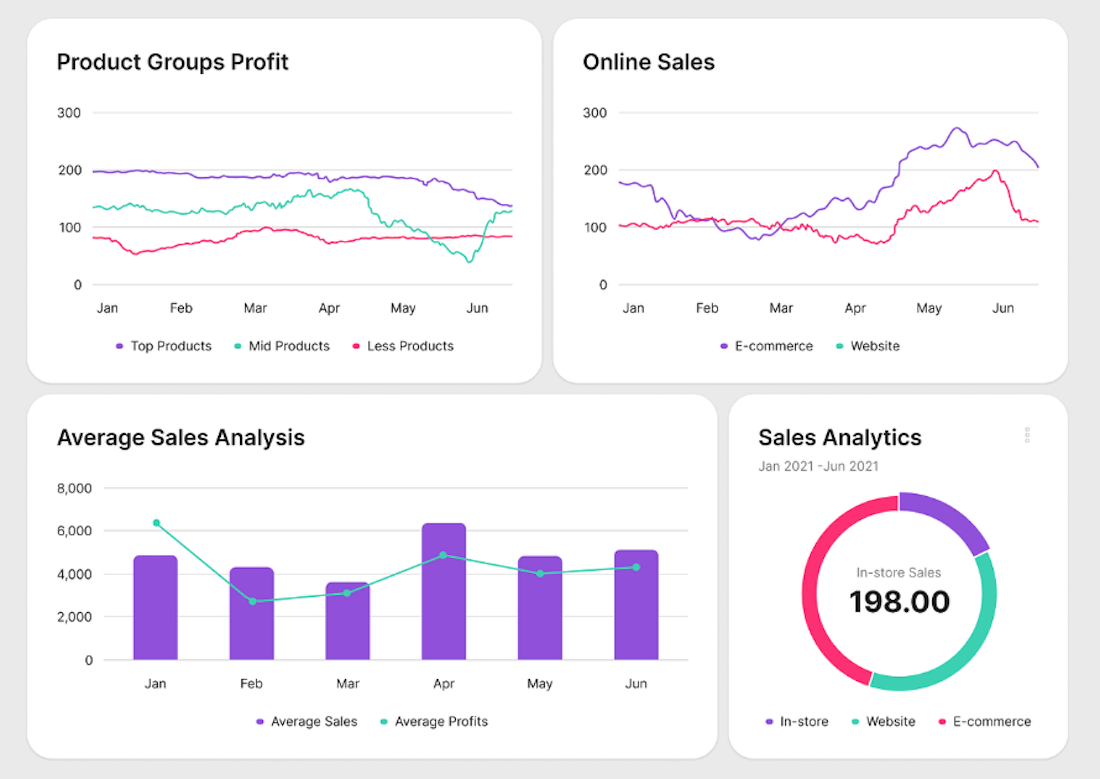 Product Groups Profit
300
200
100
0
Jan Feb Mar Apr May Jun
Top Products Mid Products Less Products
Online Sales
300
200
100
0
Jan Feb Mar Apr May Jun
E-commerce Website
Average Sales Analysis
8,000
6,000
4,000
2,000
0
Jan Feb Mar Apr May Jun
Average Sales Average Profits
Sales Analytics
Jan 2021 -Jun 2021
In-store Sales
198.00
In-store Website E-commerce